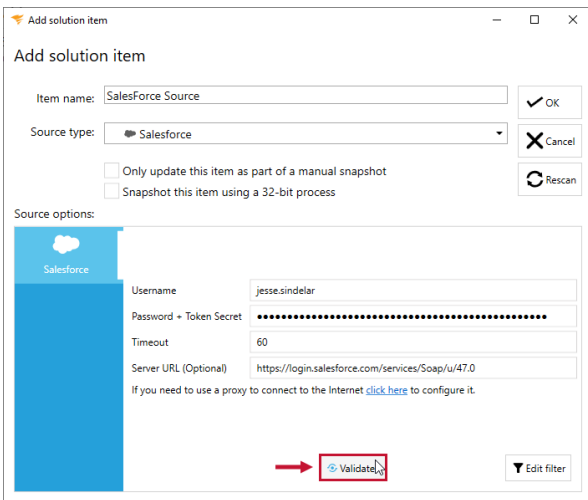 Add solution item
Add solution item
Item name: SalesForce Source
OK
Source type: Salesforce
Cancel
Only update this item as part of a manual snapshot
Snapshot this item using a 32-bit process
Rescan
Source options:
Salesforce
Username jesse.sindelar
Password + Token Secret ●●●●●●●●●●●●●●●●●●●●●●●●●●●●●●●●●●●●●●●●●●●●●●●
Timeout 60
Server URL (Optional) https://login.salesforce.com/services/Soap/u/47.0
If you need to use a proxy to connect to the Internet click here to configure it.
Validate
Edit filter